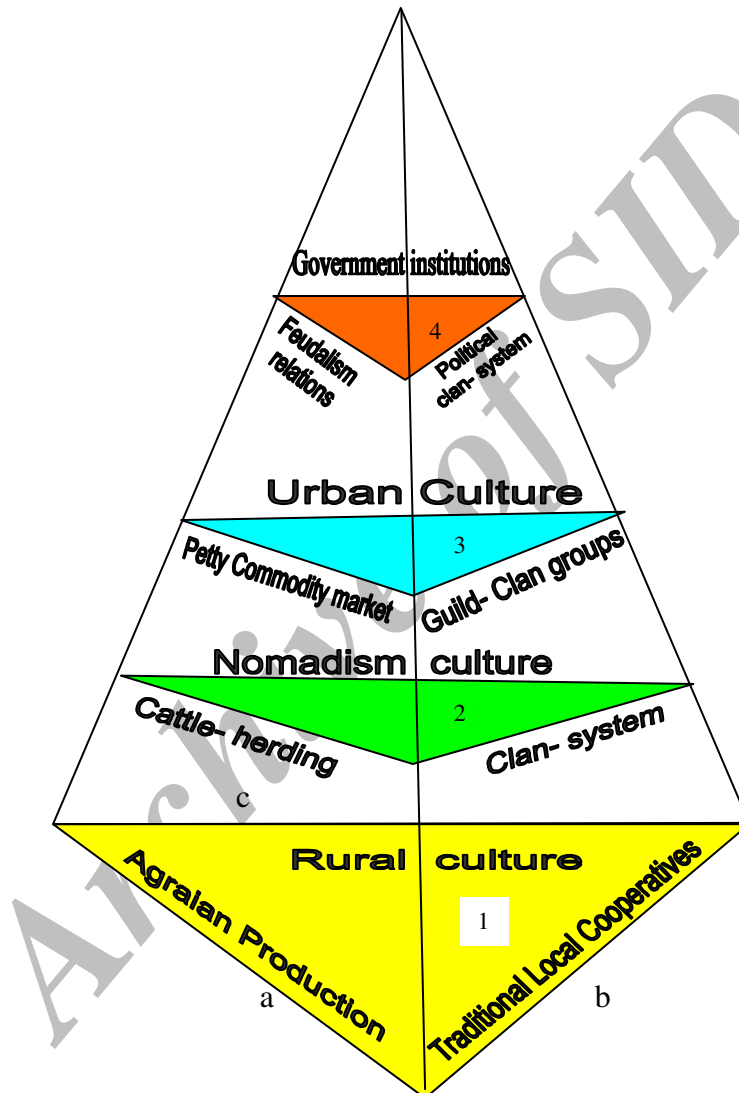 Government institutions
4
Feudalism
relations
Political
clan- system
Urban Culture
3
Petty Commodity market
Guild- Clan groups
Nomadism culture
2
Cattle- herding
Clan- system
c
Rural culture
Agraian Production
1
Traditional Local Cooperatives
a
b
Archive of SID